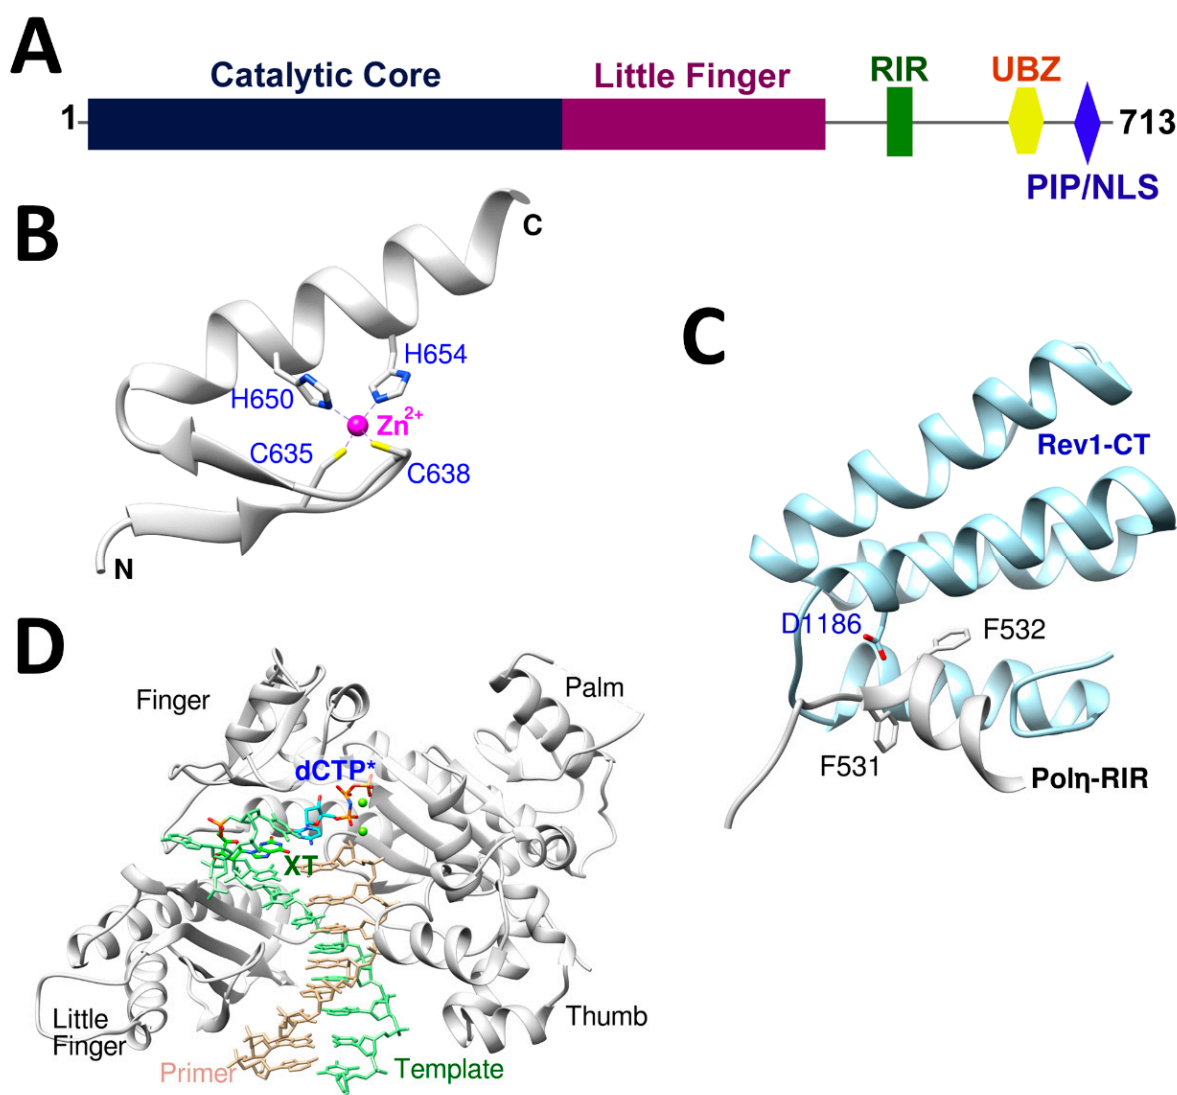 A
Catalytic Core
Little Finger
RIR
UBZ
1
713
PIP/NLS
B
C
H654
H650
Zn2+
C635
C638
N
C
Rev1-CT
D1186
F532
F531
Polη-RIR
D
Finger
Palm
dCTP*
XT
Little
Finger
Thumb
Primer
Template